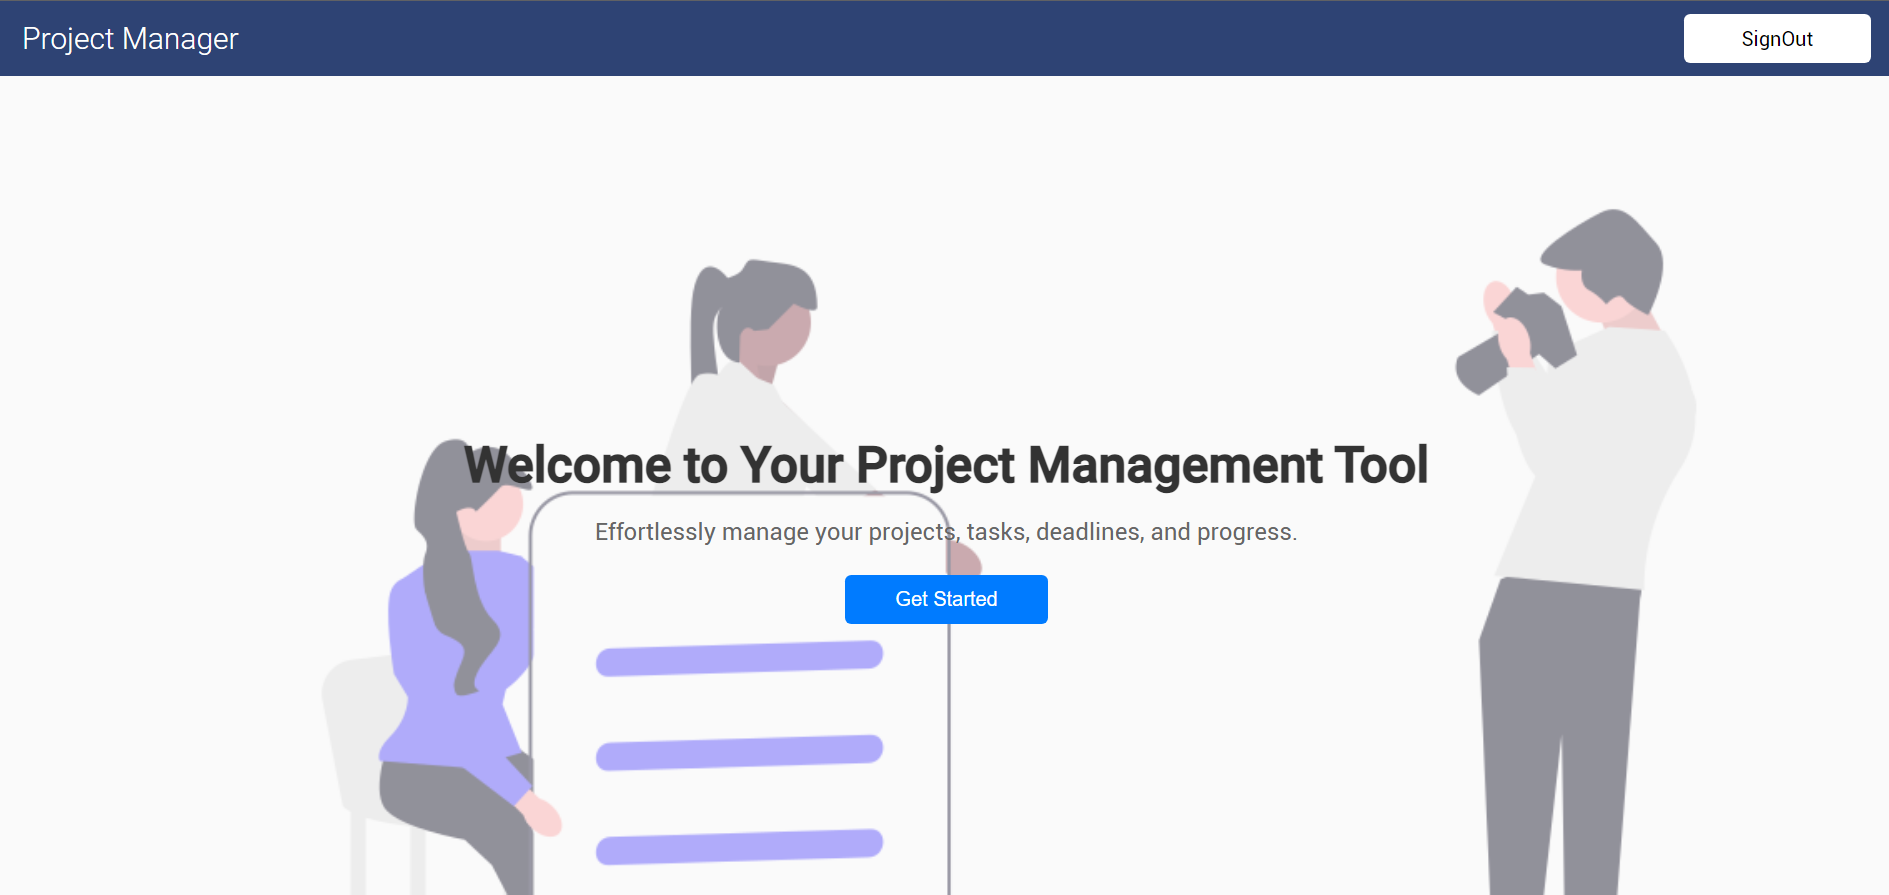 Project Manager
SignOut
Welcome to Your Project Management Tool
Effortlessly manage your projects, tasks, deadlines, and progress.
Get Started